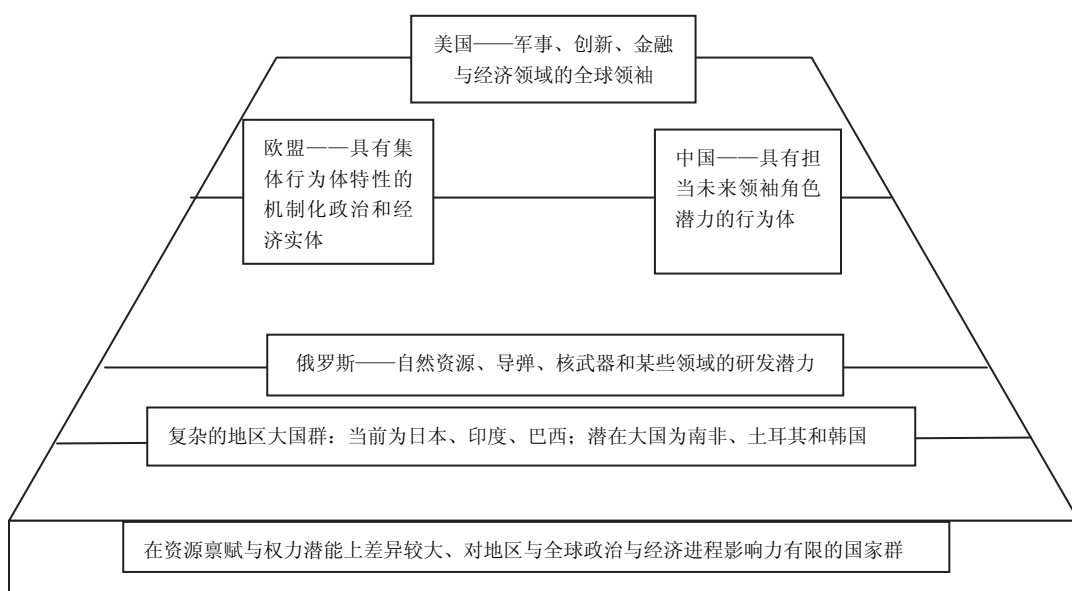 美国——军事、创新、金融
与经济领域的全球领袖
欧盟——具有集
体行为体特性的
机制化政治和经
济实体
中国——具有担
当未来领袖角色
潜力的行为体
俄罗斯——自然资源、导弹、核武器和某些领域的研发潜力
复杂的地区大国群：当前为日本、印度、巴西；潜在大国为南非、土耳其和韩国
在资源禀赋与权力潜能上差异较大、对地区与全球政治与经济进程影响力有限的国家群